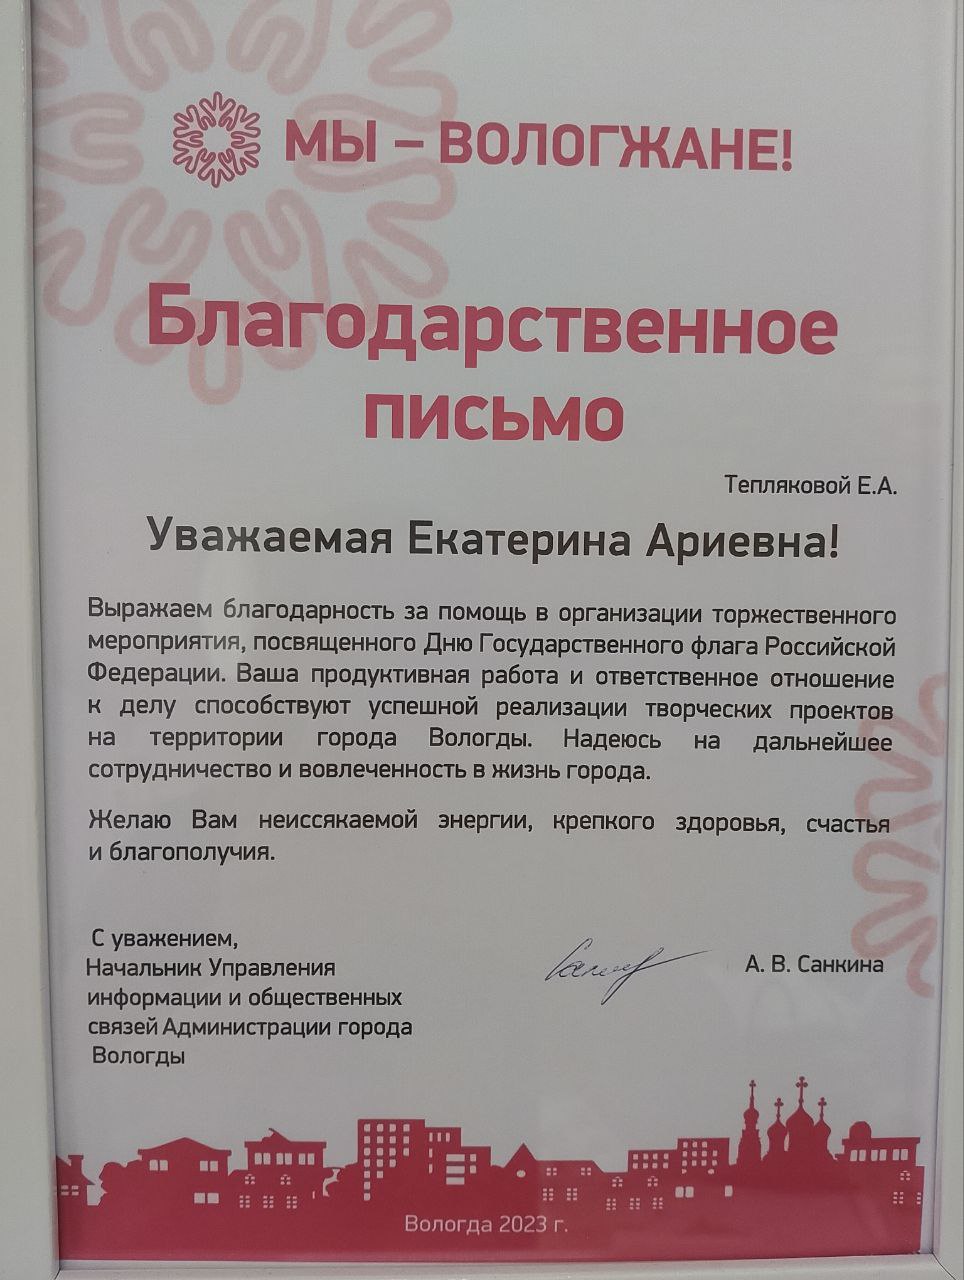 МЫ – ВОЛОГЖАНЕ!
Благодарственное
письмо
Тепляковой Е.А.
Уважаемая Екатерина Ариевна!
Выражаем благодарность за помощь в организации торжественного
мероприятия, посвященного Дню Государственного флага Российской
Федерации. Ваша продуктивная работа и ответственное отношение
к делу способствуют успешной реализации творческих проектов
на территории города Вологды. Надеюсь на дальнейшее
сотрудничество и вовлеченность в жизнь города.
Желаю Вам неиссякаемой энергии, крепкого здоровья, счастья
и благополучия.
С уважением,
Начальник Управления
информации и общественных
связей Администрации города
Вологды
А. В. Санкина
Вологда 2023 г.